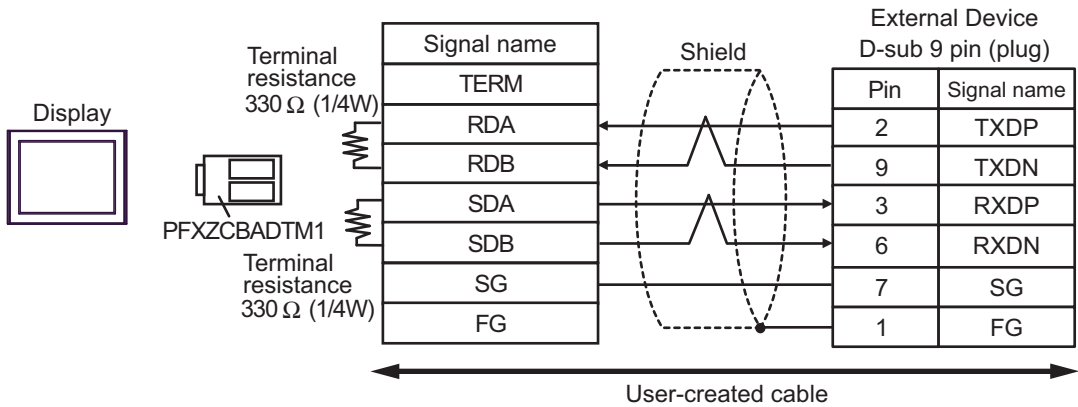 Display
PFXZCBADTM1
Terminal
resistance
330 Ω (1/4W)
Terminal
resistance
330 Ω (1/4W)
Signal name
TERM
RDA
RDB
SDA
SDB
SG
FG
Shield
External Device
D-sub 9 pin (plug)
Pin Signal name
2 TXDP
9 TXDN
3 RXDP
6 RXDN
7 SG
1 FG
User-created cable